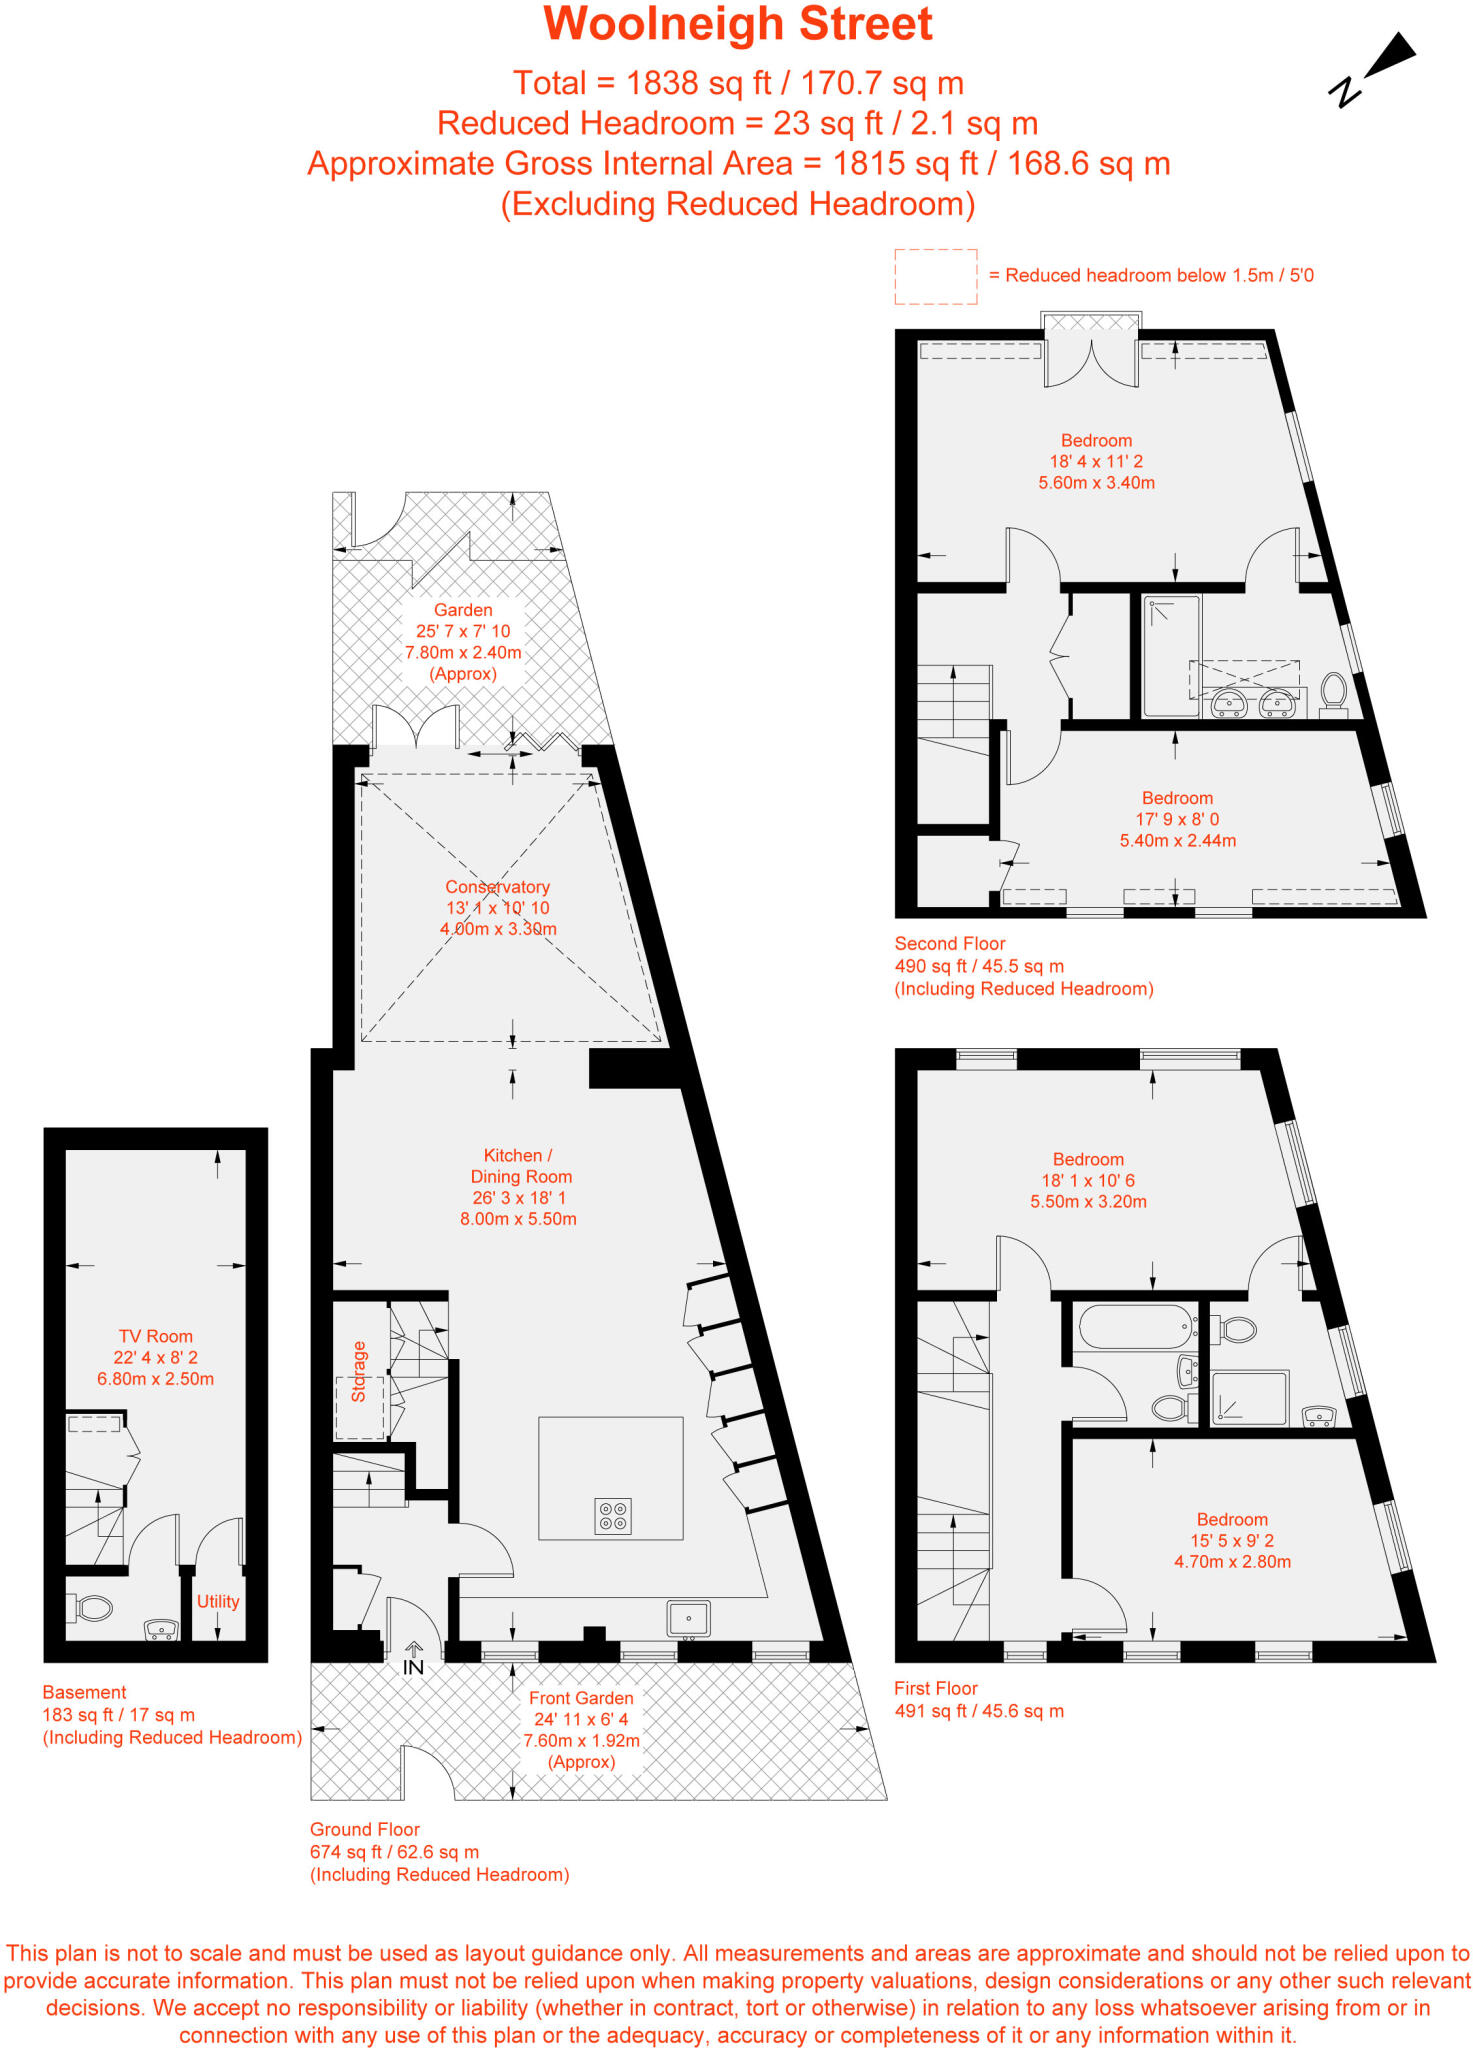 Woolneigh Street
Total = 1838 sq ft / 170.7 sq m
Reduced Headroom = 23 sq ft / 2.1 sq m
Approximate Gross Internal Area = 1815 sq ft / 168.6 sq m
(Excluding Reduced Headroom)
N
= Reduced headroom below 1.5m / 5'0
Bedroom
18' 4 x 11' 2
5.60m x 3.40m
Bedroom
17' 9 x 8' 0
5.40m x 2.44m
Second Floor
490 sq ft / 45.5 sq m
(Including Reduced Headroom)
Garden
25' 7 x 7' 10
7.80m x 2.40m
(Approx)
Conservatory
13' 1 x 10' 10
4.00m x 3.30m
Kitchen /
Dining Room
26' 3 x 18' 1
8.00m x 5.50m
Storage
IN
Front Garden
24' 11 x 6' 4
7.60m x 1.92m
(Approx)
Ground Floor
674 sq ft / 62.6 sq m
(Including Reduced Headroom)
TV Room
22' 4 x 8' 2
6.80m x 2.50m
Utility
Basement
183 sq ft / 17 sq m
(Including Reduced Headroom)
Bedroom
18' 1 x 10' 6
5.50m x 3.20m
Bedroom
15' 5 x 9' 2
4.70m x 2.80m
First Floor
491 sq ft / 45.6 sq m
This plan is not to scale and must be used as layout guidance only. All measurements and areas are approximate and should not be relied upon to
provide accurate information. This plan must not be relied upon when making property valuations, design considerations or any other such relevant
decisions. We accept no responsibility or liability (whether in contract, tort or otherwise) in relation to any loss whatsoever arising from or in
connection with any use of this plan or the adequacy, accuracy or completeness of it or any information within it.